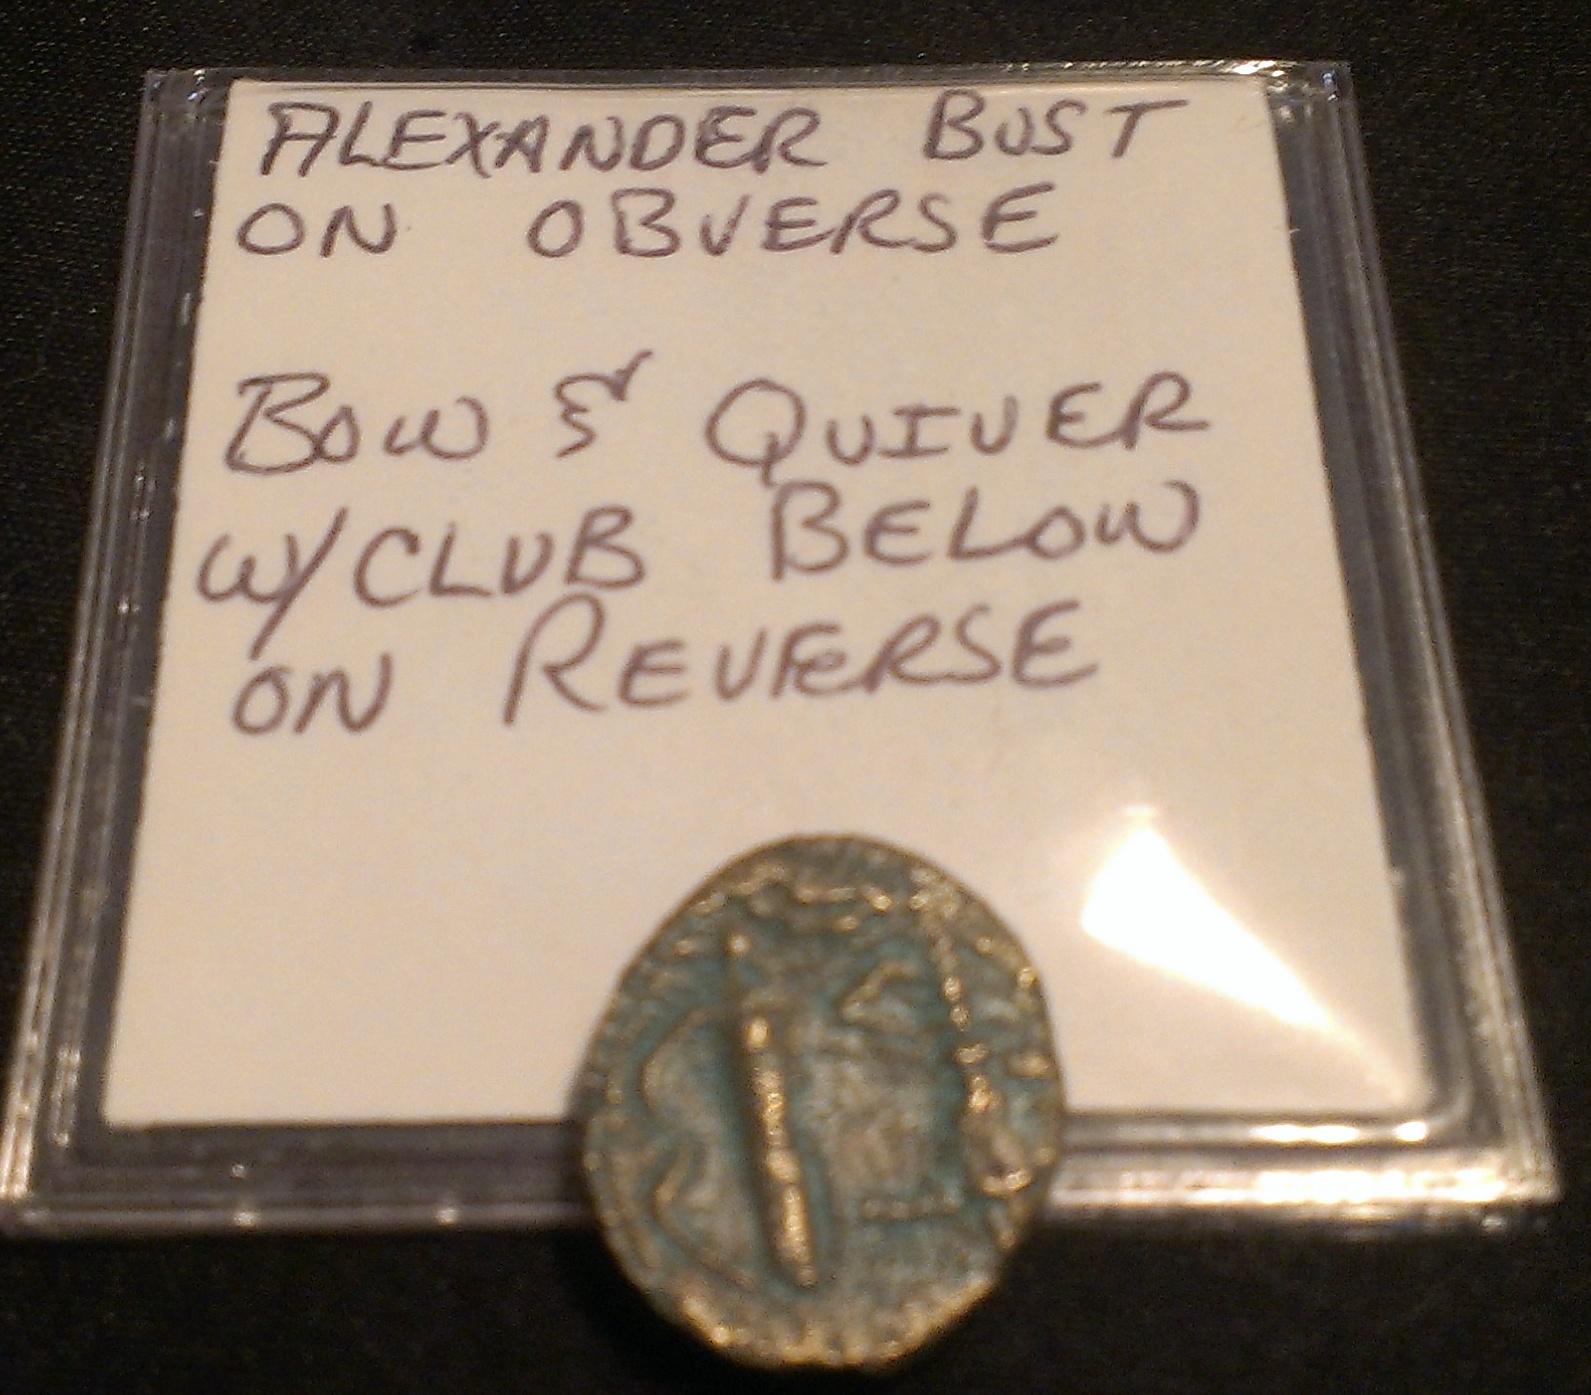 ALEXANDER BUST
ON OBVERSE
BOW & QUIVER
W/CLUB BELOW
ON REVERSE